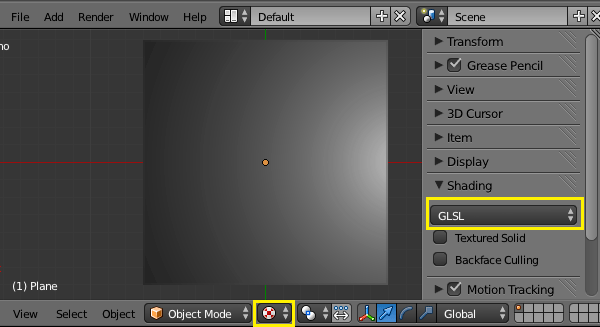 File Add Render Window Help Default Scene
no
Transform
Grease Pencil
View
3D Cursor
Item
Display
Shading
GLSL
Textured Solid
Backface Culling
(1) Plane
Motion Tracking
View Select Object Object Mode Global